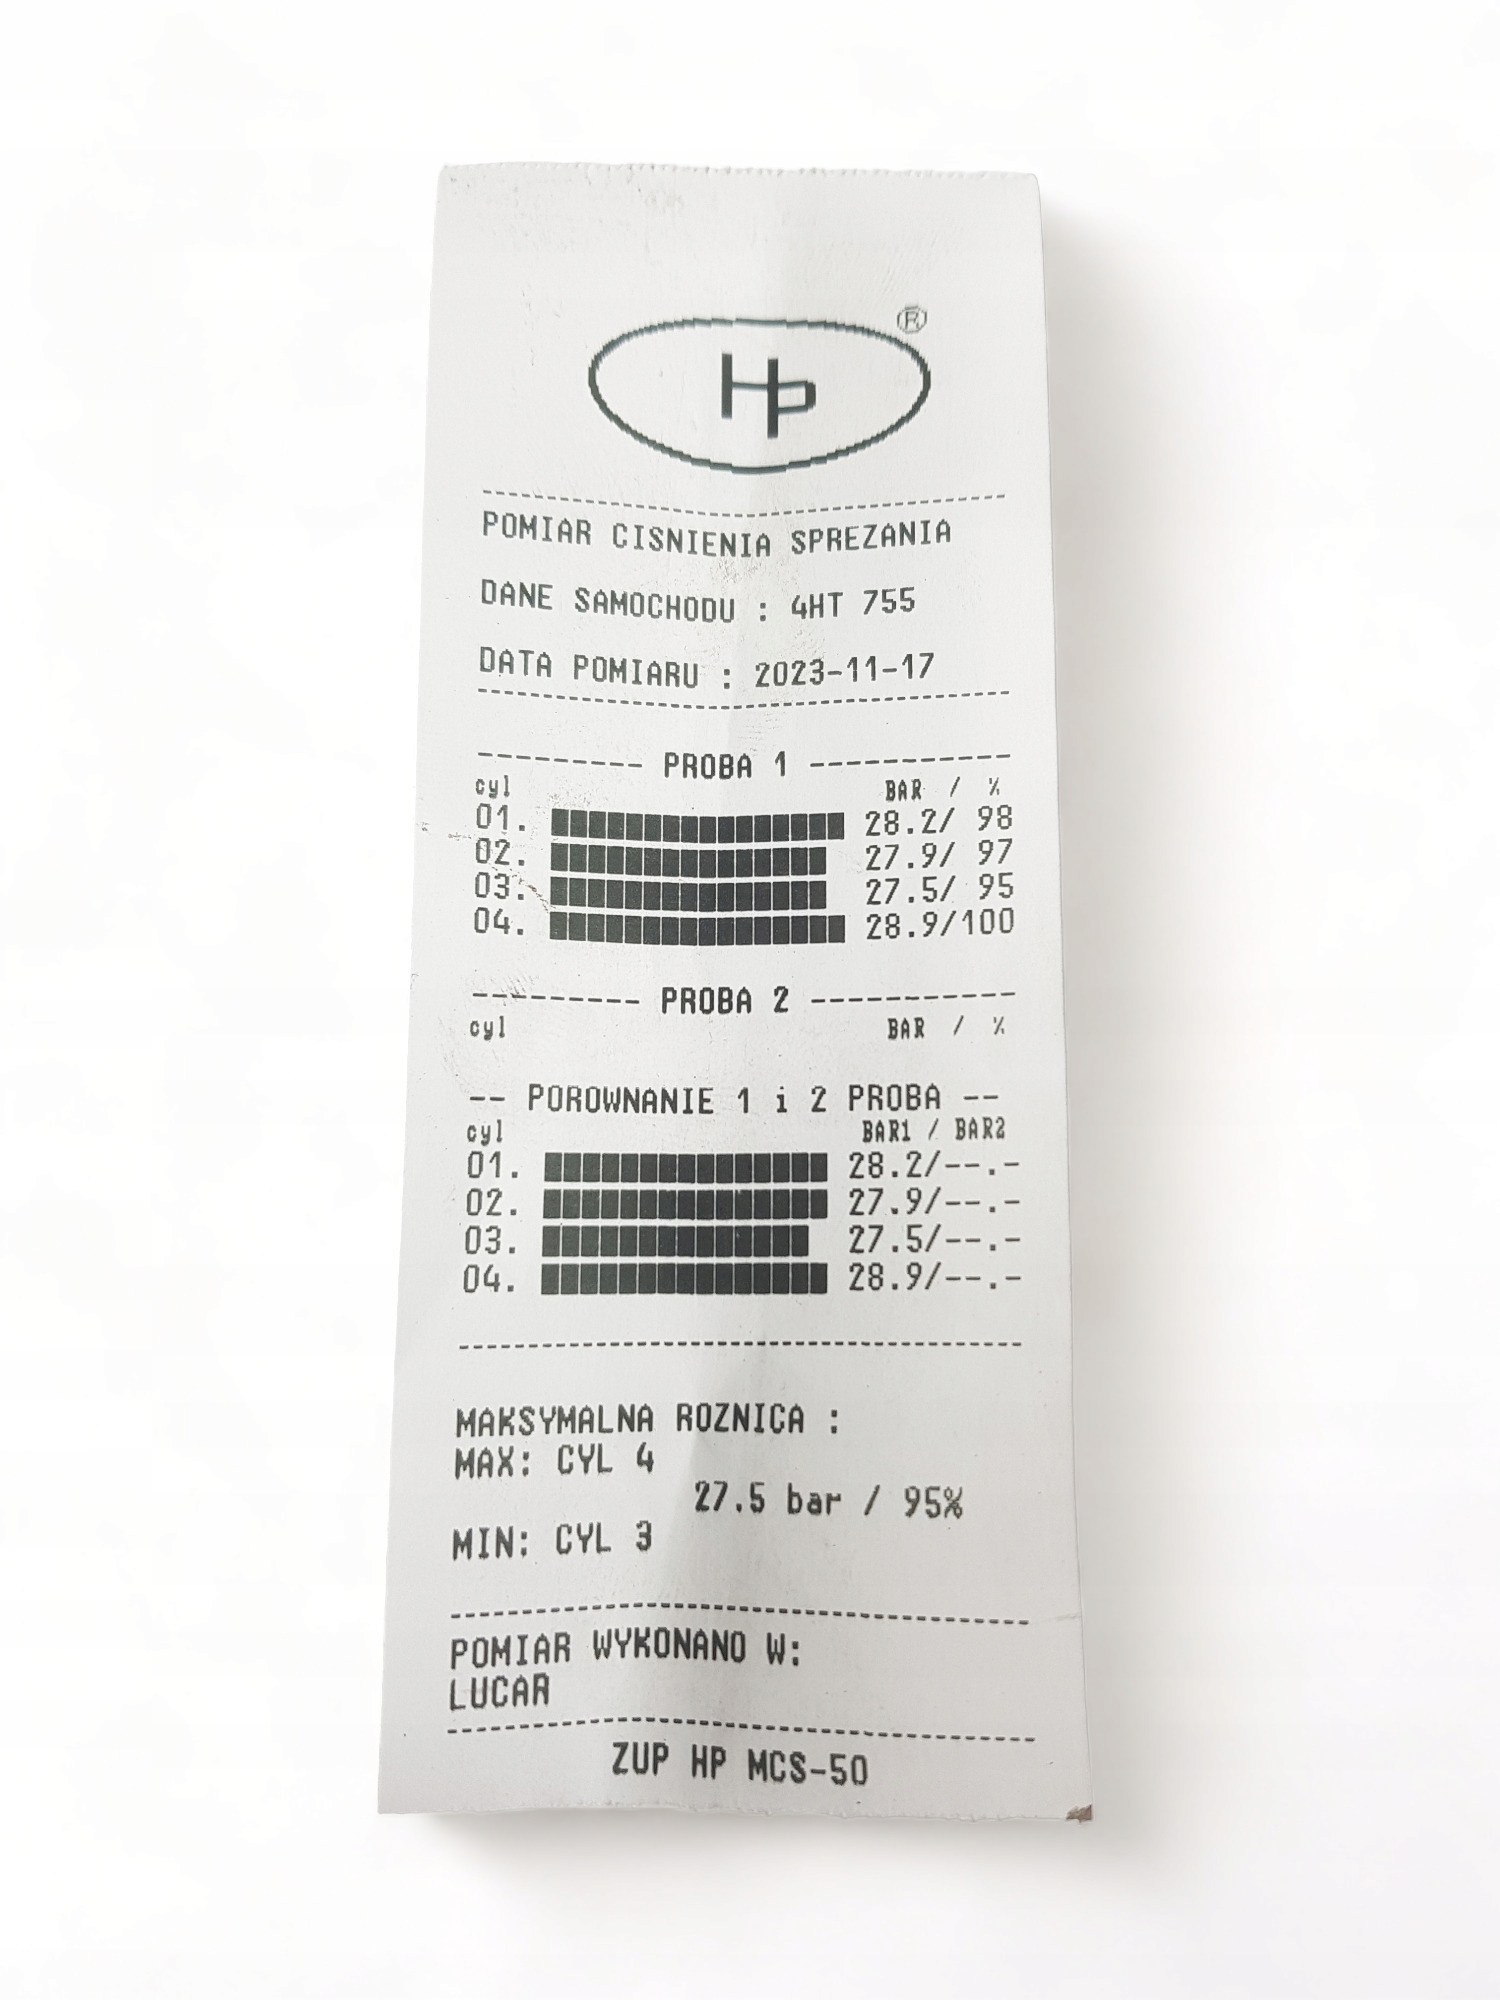 HP ®
POMIAR CISNIENIA SPREZANIA
DANE SAMOCHODU : 4HT 755
DATA POMIARU : 2023-11-17
--------- PROBA 1 -----------
cyl BAR / %
01. 28.2/ 98
02. 27.9/ 97
03. 27.5/ 95
04. 28.9/100
--------- PROBA 2 -----------
cyl BAR / %
-- POROWNANIE 1 i 2 PROBA --
cyl BAR1 / BAR2
01. 28.2/--.-
02. 27.9/--.-
03. 27.5/--.-
04. 28.9/--.-
MAKSYMALNA ROZNICA :
MAX: CYL 4
27.5 bar / 95%
MIN: CYL 3
POMIAR WYKONANO W:
LUCAR
ZUP HP MCS-50